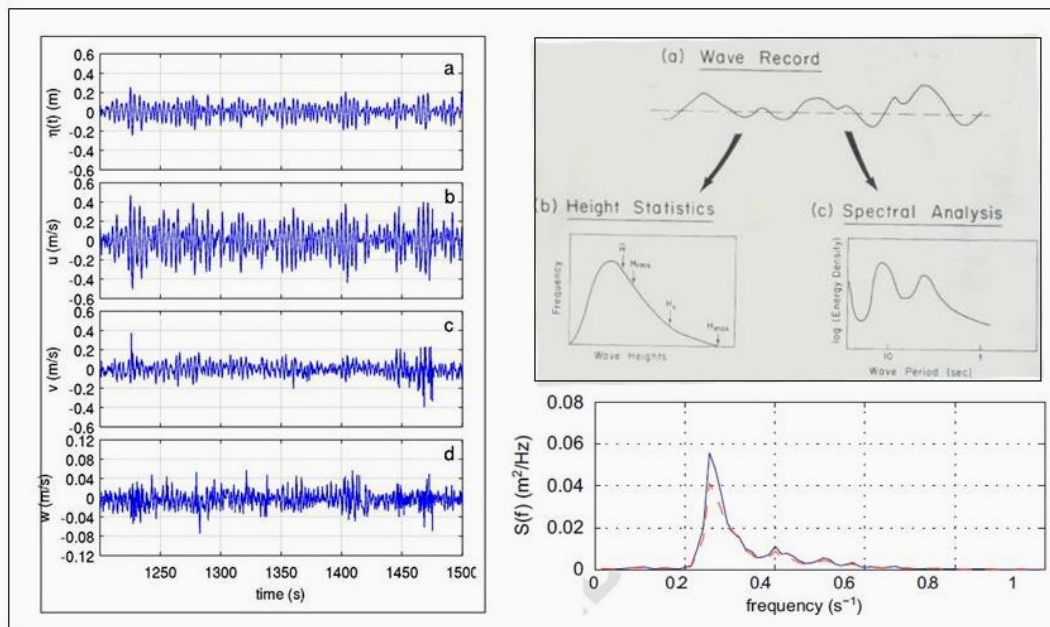 0.6
0.4
0.2
0
-0.2
-0.4
-0.6
η(t) (m)
a
0.6
0.4
0.2
0
-0.2
-0.4
-0.6
u (m/s)
b
0.6
0.4
0.2
0
-0.2
-0.4
-0.6
v (m/s)
c
0.12
0.08
0.04
0
-0.04
-0.08
-0.12
w (m/s)
d
1250 1300 1350 1400 1450 1500
time (s)
(a) Wave Record
(b) Height Statistics
Frequency
H̅
Hrms
Hs
Hmax
Wave Heights
(c) Spectral Analysis
log (Energy Density)
10 1
Wave Period (sec)
0.08
0.06
0.04
0.02
0
S(f) (m²/Hz)
0 0.2 0.4 0.6 0.8 1
frequency (s⁻¹)